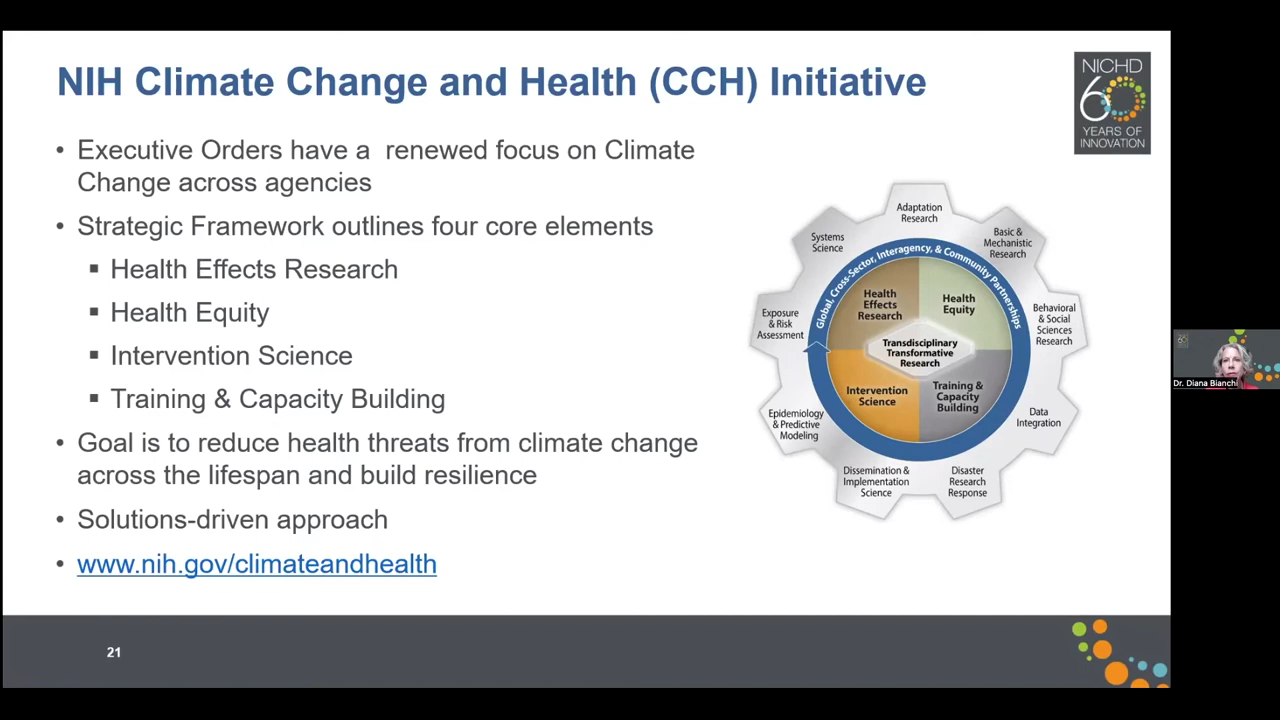 NIH Climate Change and Health (CCH) Initiative
NICHD
60
YEARS OF
INNOVATION
• Executive Orders have a  renewed focus on Climate
Change across agencies
• Strategic Framework outlines four core elements
▪ Health Effects Research
▪ Health Equity
▪ Intervention Science
▪ Training & Capacity Building
• Goal is to reduce health threats from climate change
across the lifespan and build resilience
• Solutions-driven approach
• www.nih.gov/climateandhealth
Adaptation
Research
Basic &
Mechanistic
Research
Behavioral
& Social
Sciences
Research
Data
Integration
Disaster
Research
Response
Dissemination &
Implementation
Science
Epidemiology
& Predictive
Modeling
Exposure
& Risk
Assessment
Systems
Science
Global, Cross-Sector, Interagency, & Community Partnerships
Health
Effects
Research
Health
Equity
Transdisciplinary
Transformative
Research
Intervention
Science
Training &
Capacity
Building
60
Dr. Diana Bianchi
21